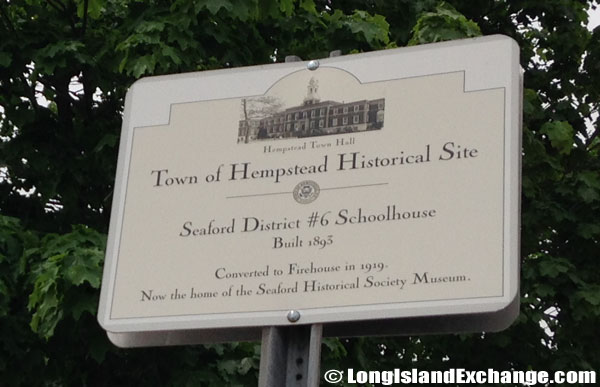 Hempstead Town Hall
Town of Hempstead Historical Site
Seaford District #6 Schoolhouse
Built 1893
Converted to Firehouse in 1919.
Now the home of the Seaford Historical Society Museum.
© LongIslandExchange.com